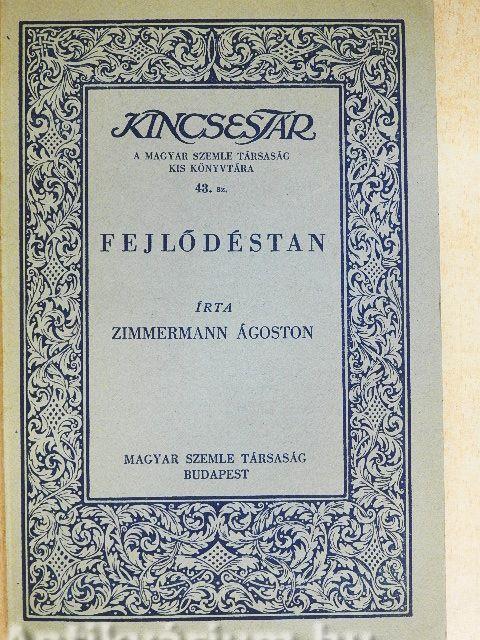 KINCSESTÁR
A MAGYAR SZEMLE TÁRSASÁG
KIS KÖNYVTÁRA
43. sz.
FEJLŐDÉSTAN
ÍRTA
ZIMMERMANN ÁGOSTON
MAGYAR SZEMLE TÁRSASÁG
BUDAPEST